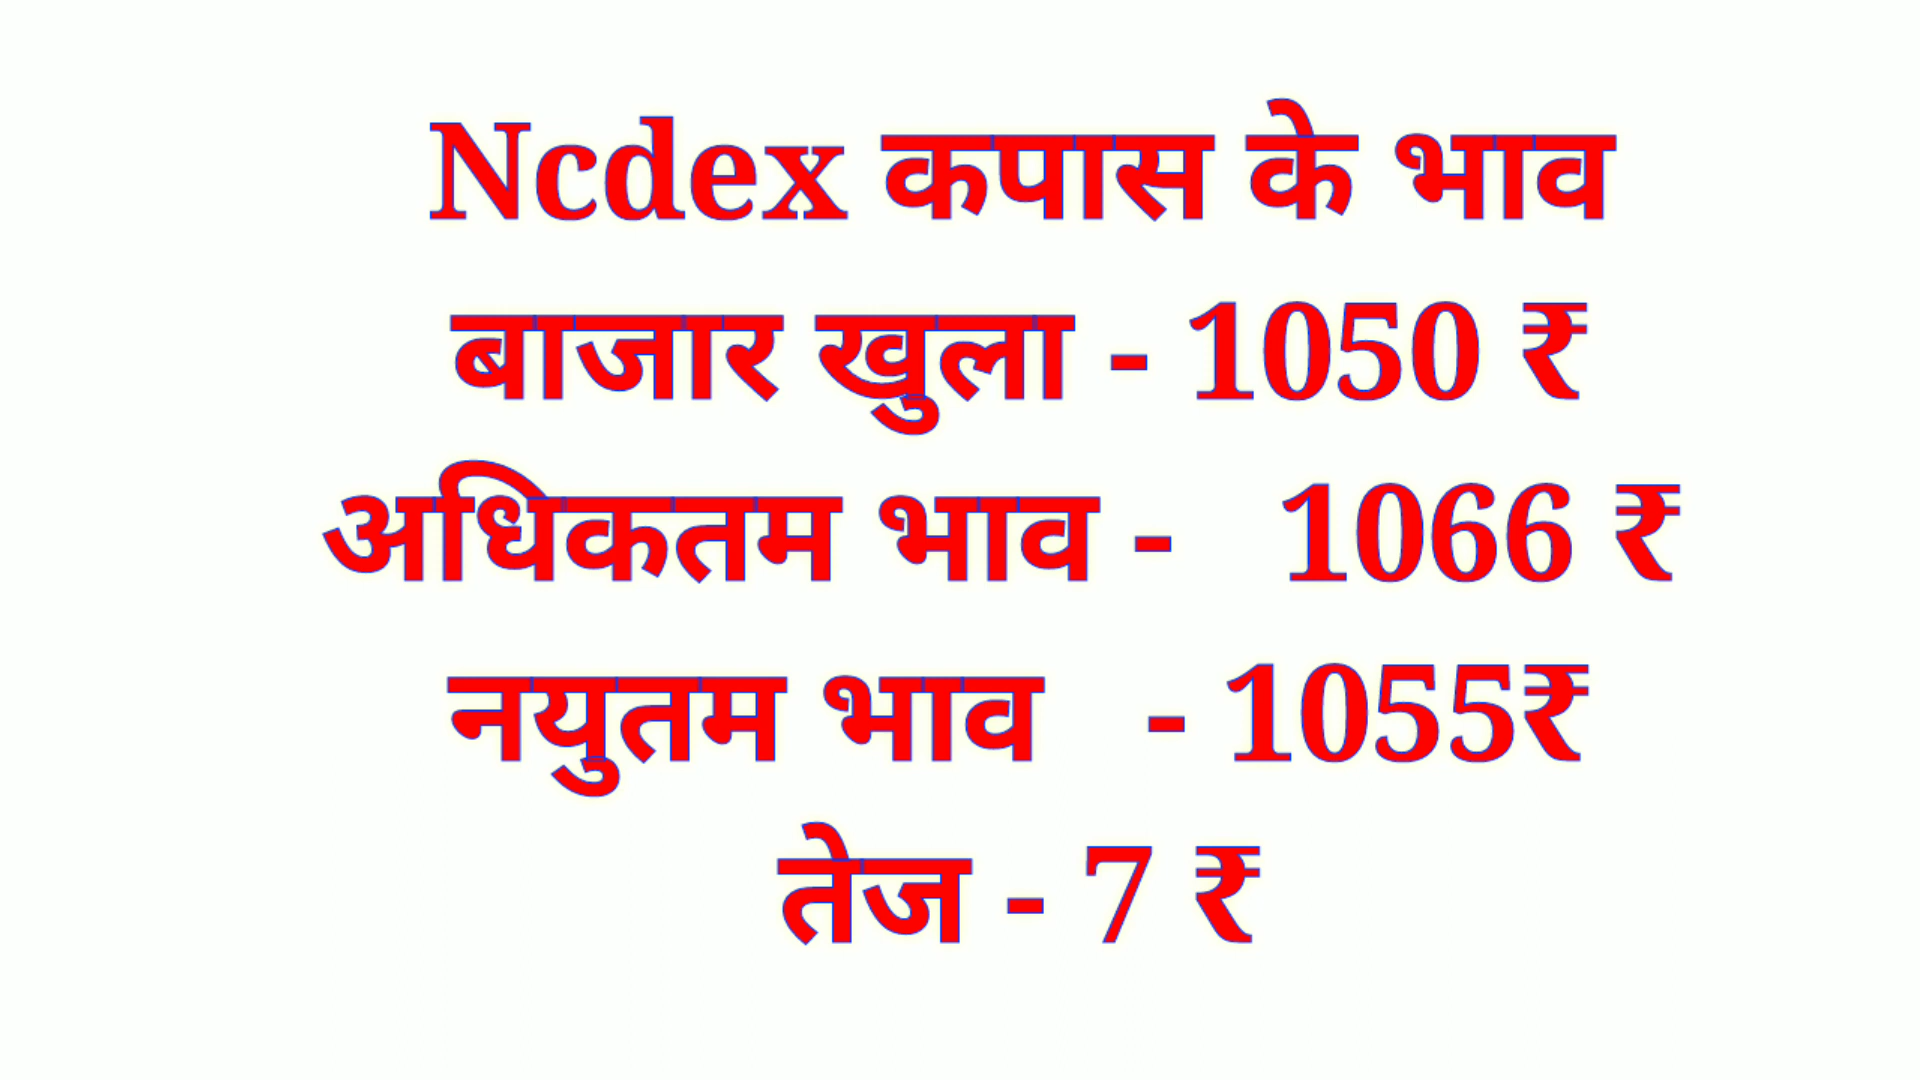 Ncdex कपास के भाव
बाजार खुला - 1050 ₹
अधिकतम भाव - 1066 ₹
नयुतम भाव - 1055₹
तेज - 7 ₹